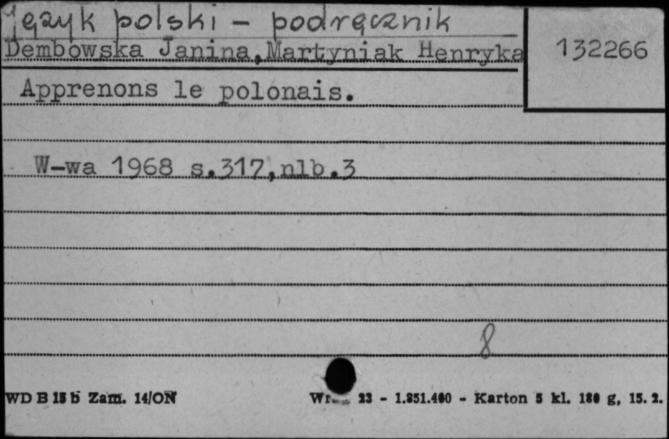 język polski - podręcznik
Dembowska Janina,Martyniak Henryka
132266
Apprenons le polonais.
W-wa 1968 s.317,nlb.3
8
WD B 15 b Zam. 14/ON
23 - 1.851.400 - Karton 5 kl. 180 g, 15. 2.